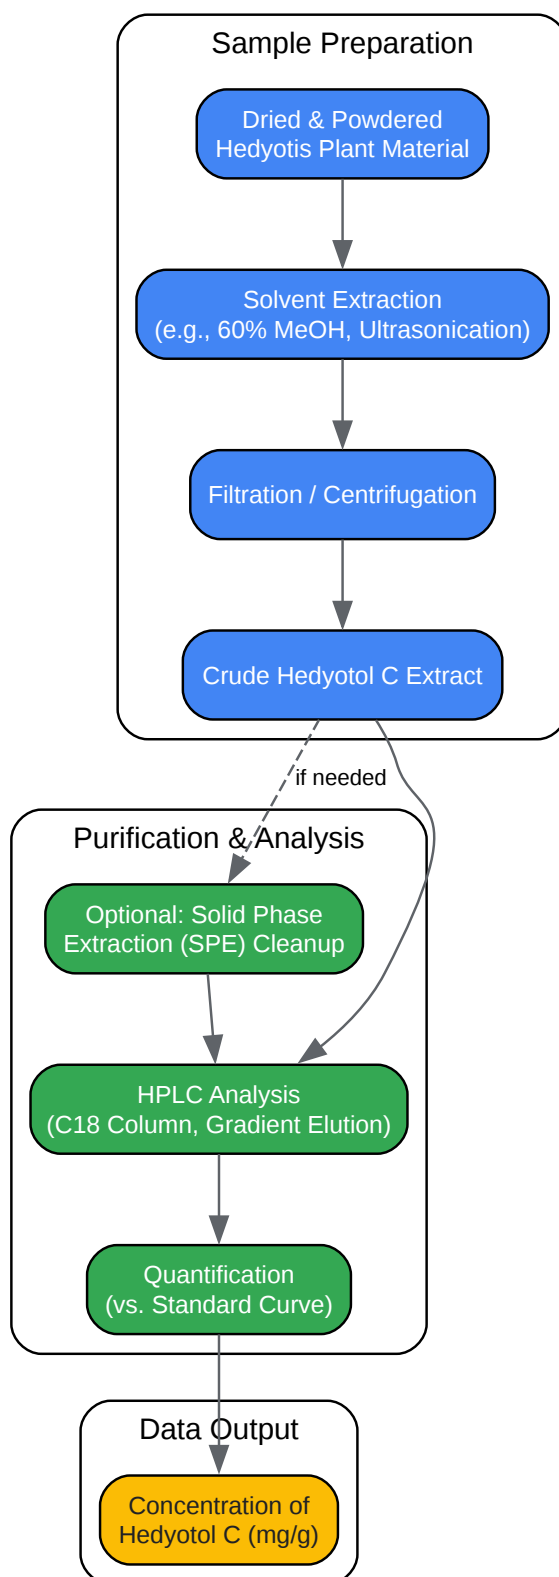 Sample Preparation
Dried & Powdered
Hedyotis Plant Material
Solvent Extraction
(e.g., 60% MeOH, Ultrasonication)
Filtration / Centrifugation
Crude Hedyotol C Extract
if needed
Purification & Analysis
Optional: Solid Phase
Extraction (SPE) Cleanup
HPLC Analysis
(C18 Column, Gradient Elution)
Quantification
(vs. Standard Curve)
Data Output
Concentration of
Hedyotol C (mg/g)